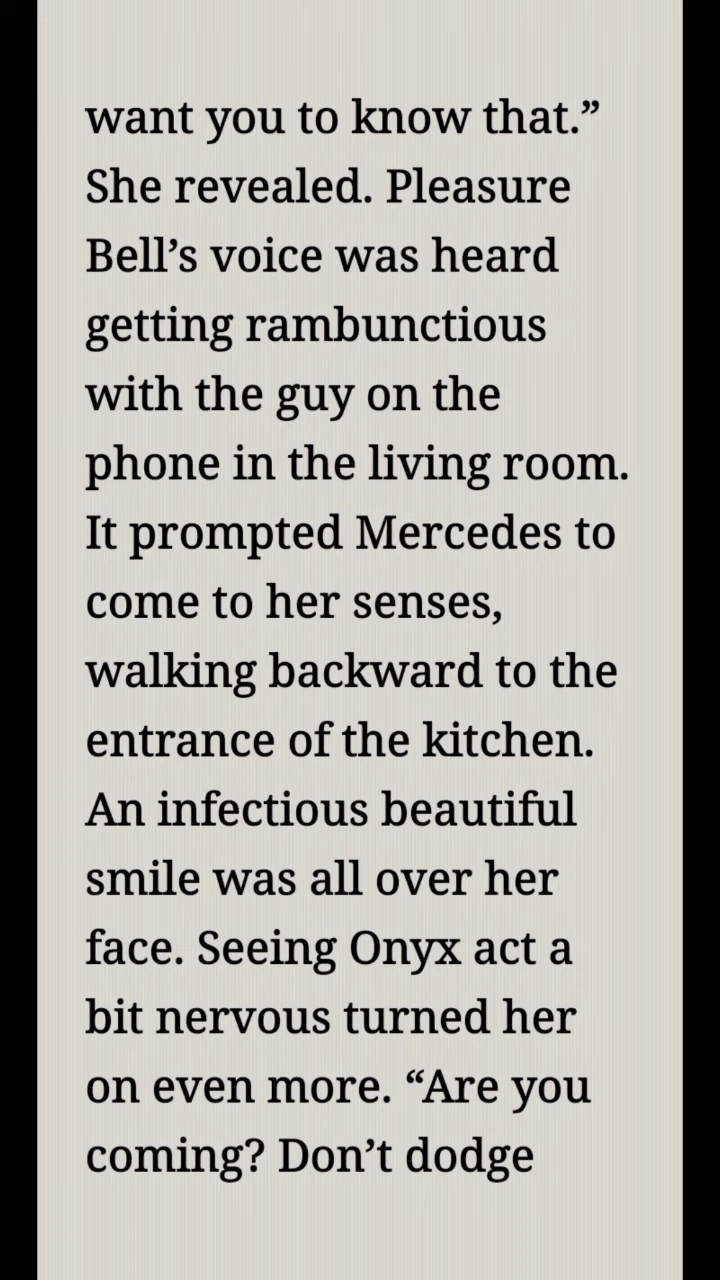 want you to know that.”
She revealed. Pleasure
Bell’s voice was heard
getting rambunctious
with the guy on the
phone in the living room.
It prompted Mercedes to
come to her senses,
walking backward to the
entrance of the kitchen.
An infectious beautiful
smile was all over her
face. Seeing Onyx act a
bit nervous turned her
on even more. “Are you
coming? Don’t dodge